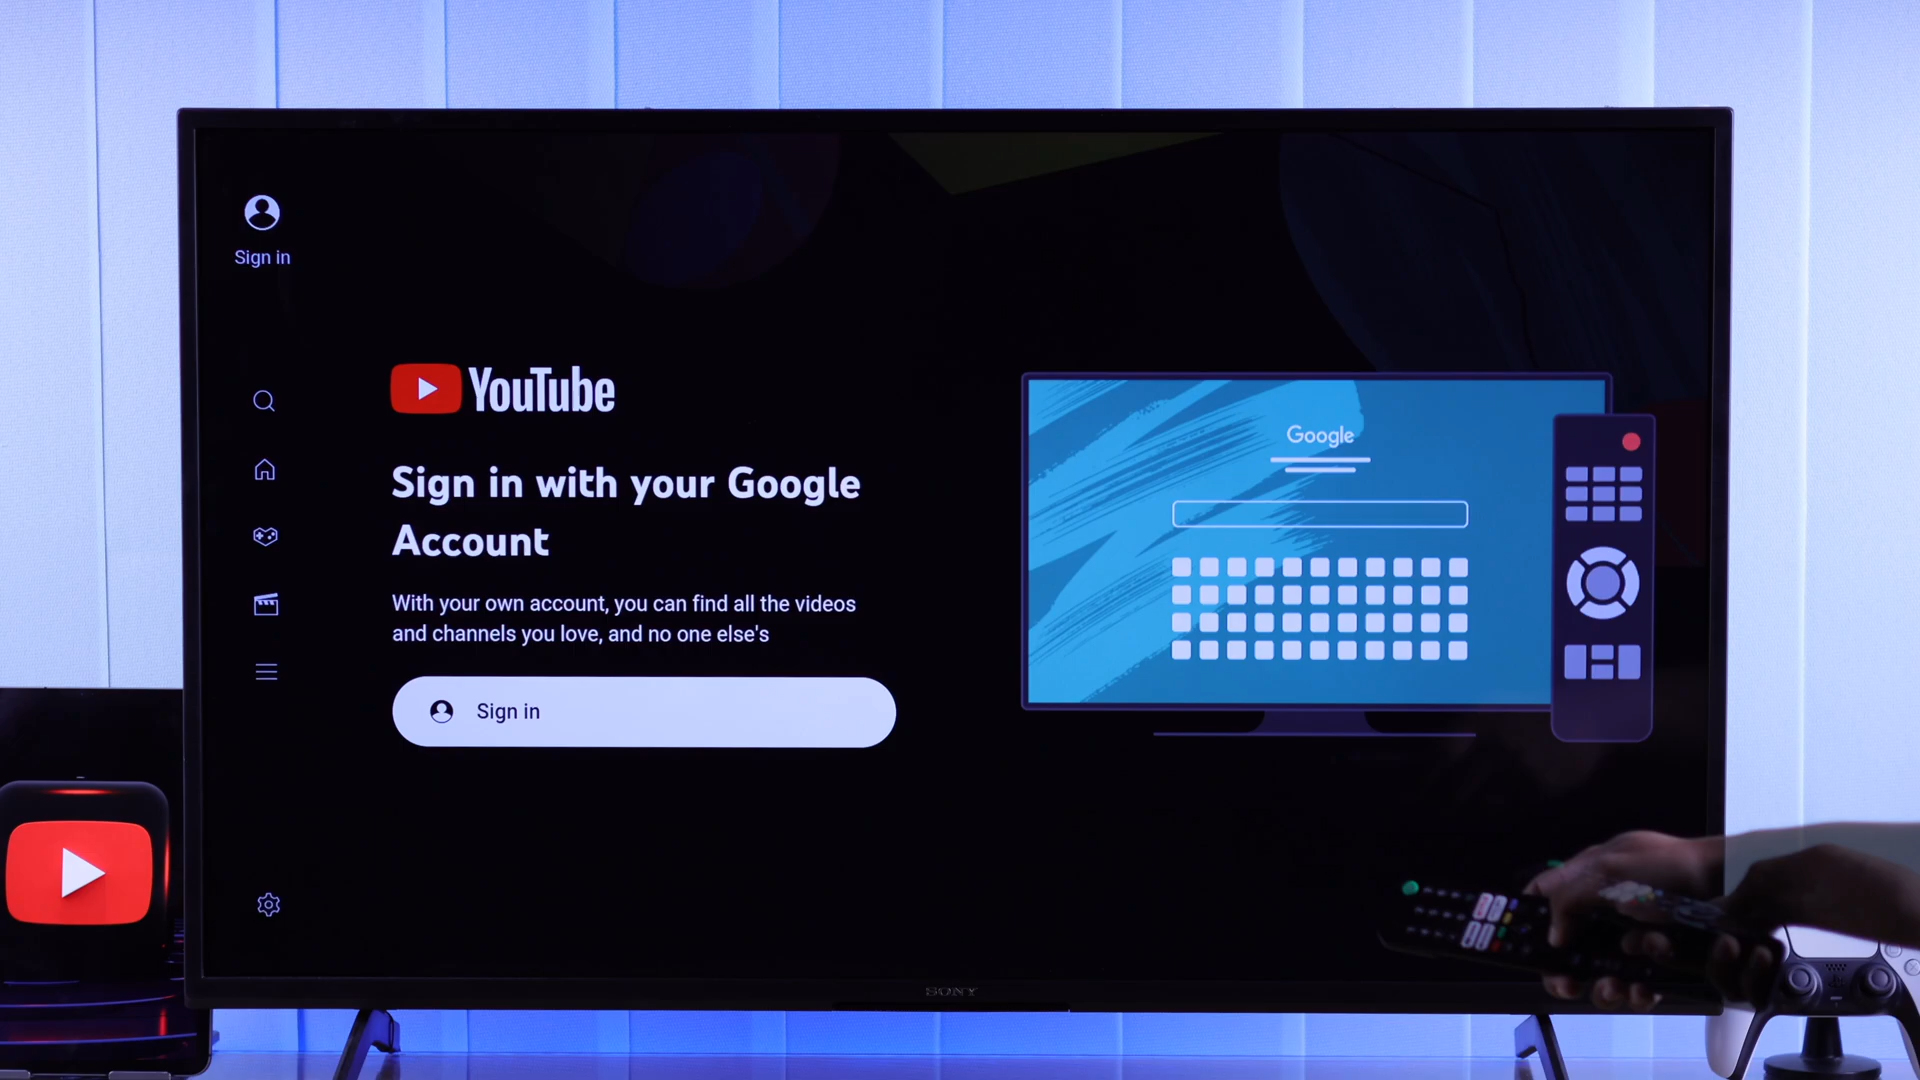 Sign in
YouTube
Sign in with your Google
Account
With your own account, you can find all the videos
and channels you love, and no one else's
Sign in
Google
SONY